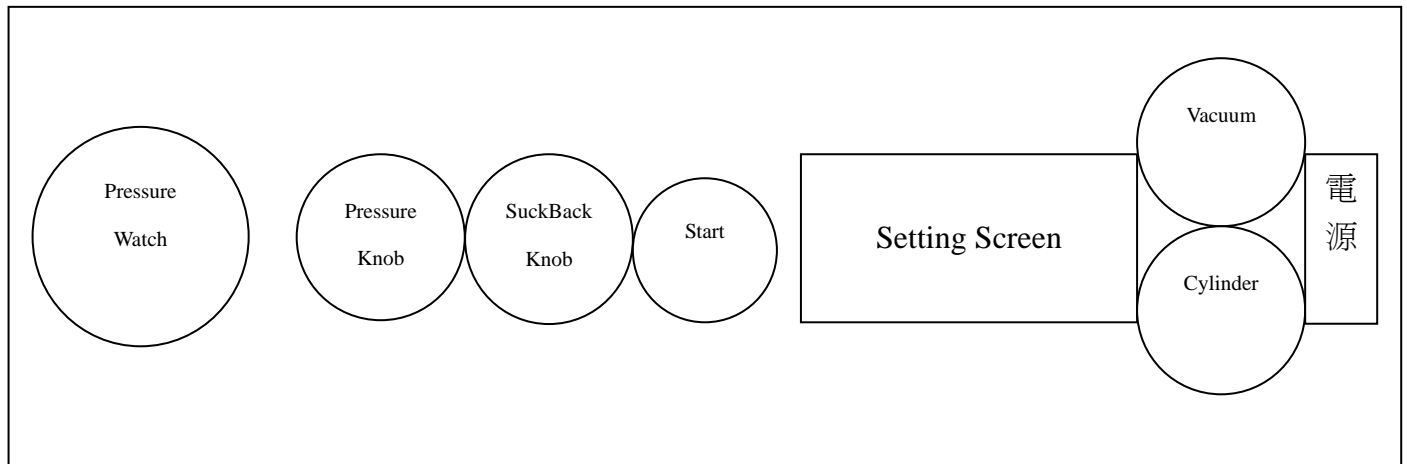 Pressure
Watch
Pressure
Knob
SuckBack
Knob
Start
Setting Screen
Vacuum
Cylinder
電
源